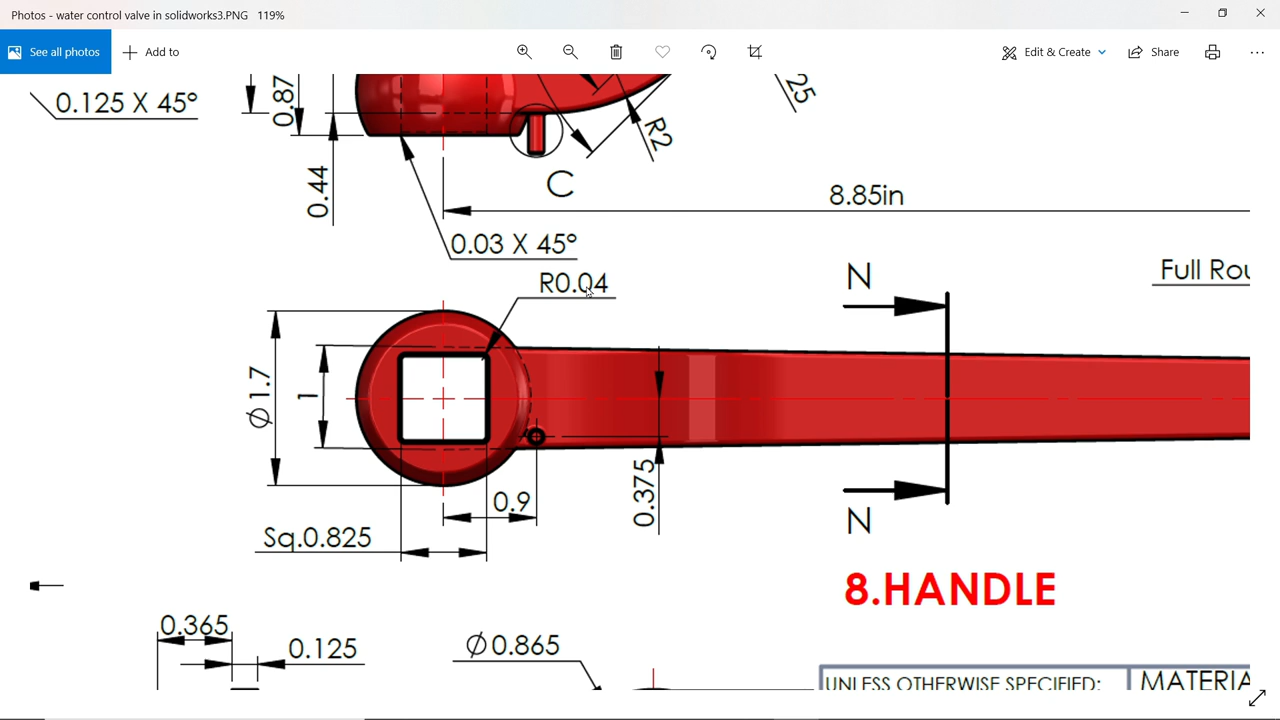 Photos - water control valve in solidworks3.PNG 119%
See all photos
Add to
Edit & Create
Share
0.125 X 45°
0.87
0.44
R2
25
C
8.85in
0.03 X 45°
R0.04
N
Full Rou
∅1.7
1
0.375
0.9
Sq.0.825
N
8.HANDLE
0.365
0.125
∅0.865
UNLESS OTHERWISE SPECIFIED:
MATERIA